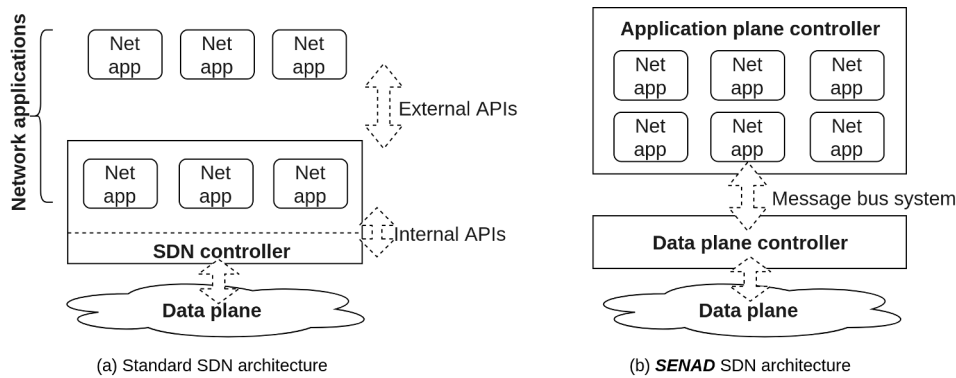 Network applications
Net app
Net app
Net app
External APIs
Net app
Net app
Net app
Internal APIs
SDN controller
Data plane
(a) Standard SDN architecture
Application plane controller
Net app
Net app
Net app
Net app
Net app
Net app
Message bus system
Data plane controller
Data plane
(b) SENAD SDN architecture